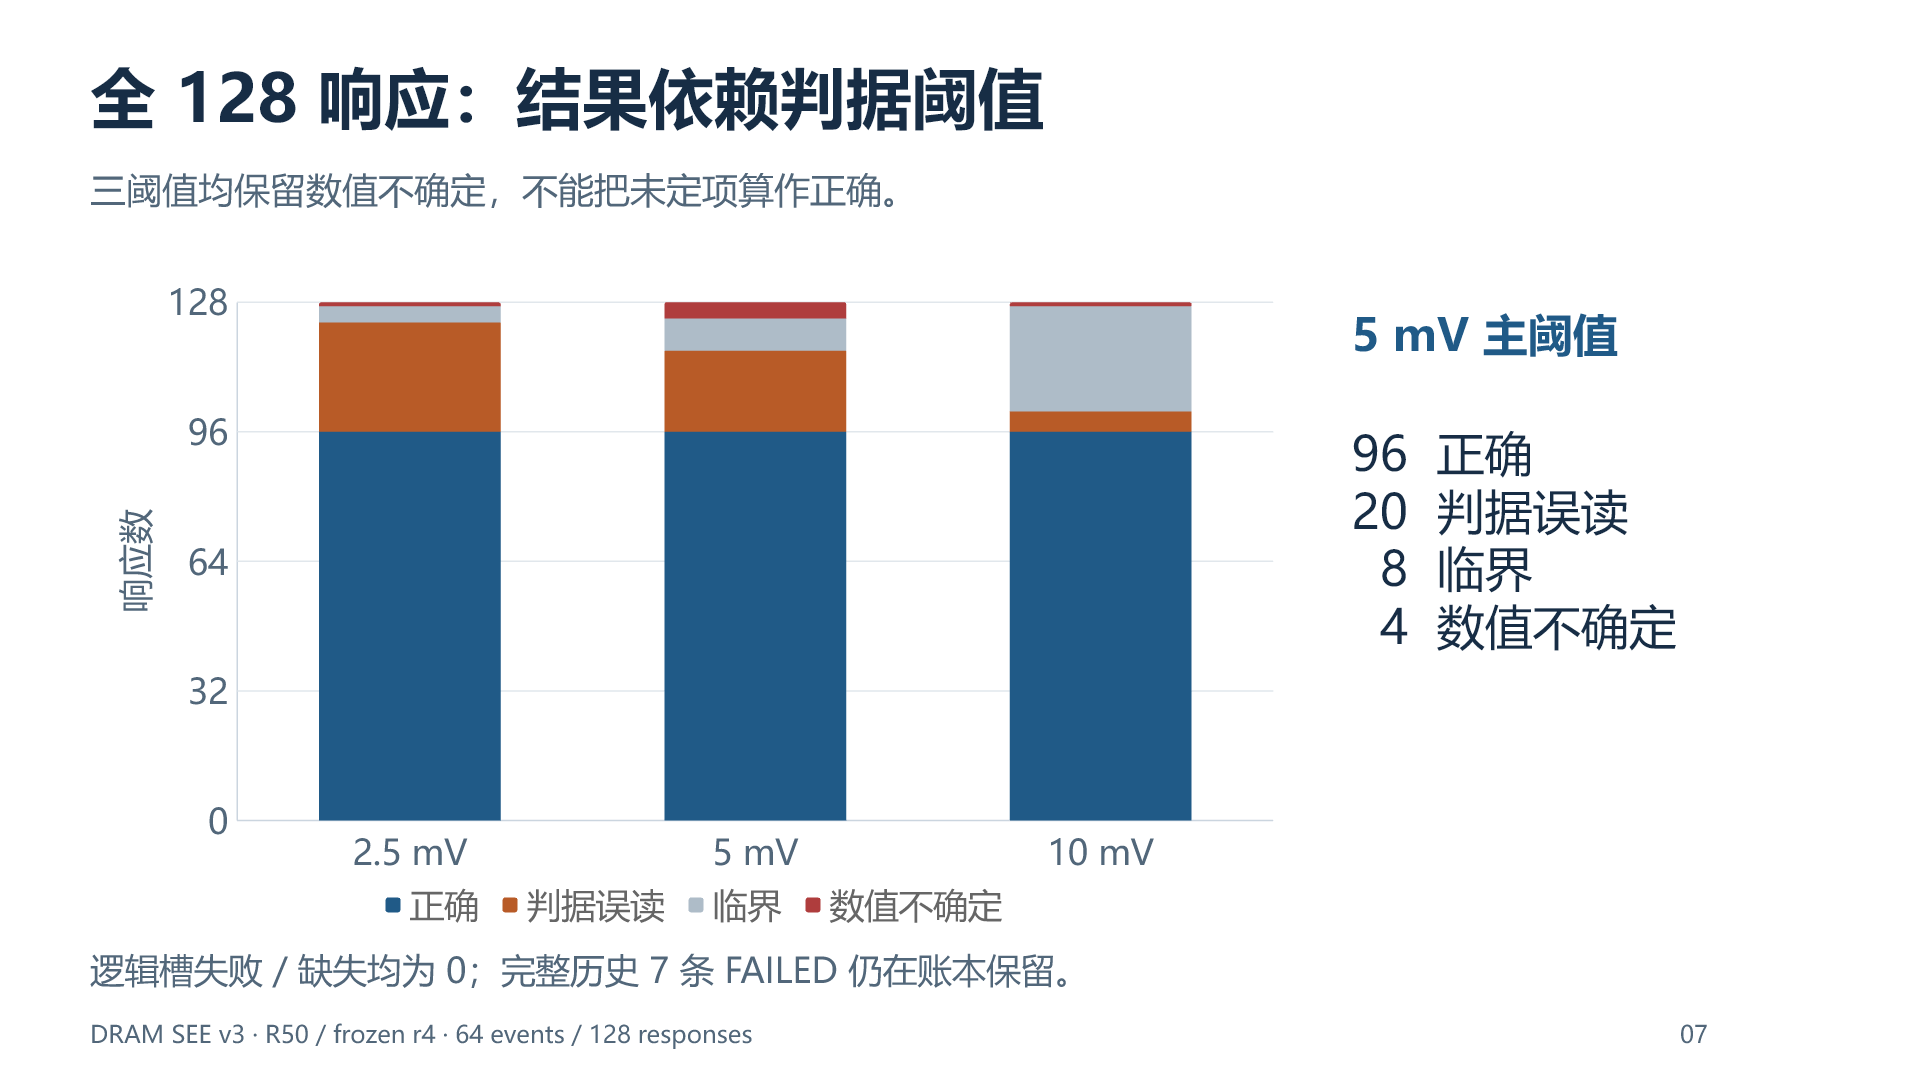 全 128 响应：结果依赖判据阈值
三阈值均保留数值不确定，不能把未定项算作正确。
128
96
64
32
0
响应数
2.5 mV
5 mV
10 mV
正确 判据误读 临界 数值不确定
5 mV 主阈值
96 正确
20 判据误读
8 临界
4 数值不确定
逻辑槽失败 / 缺失均为 0；完整历史 7 条 FAILED 仍在账本保留。
DRAM SEE v3 · R50 / frozen r4 · 64 events / 128 responses
07